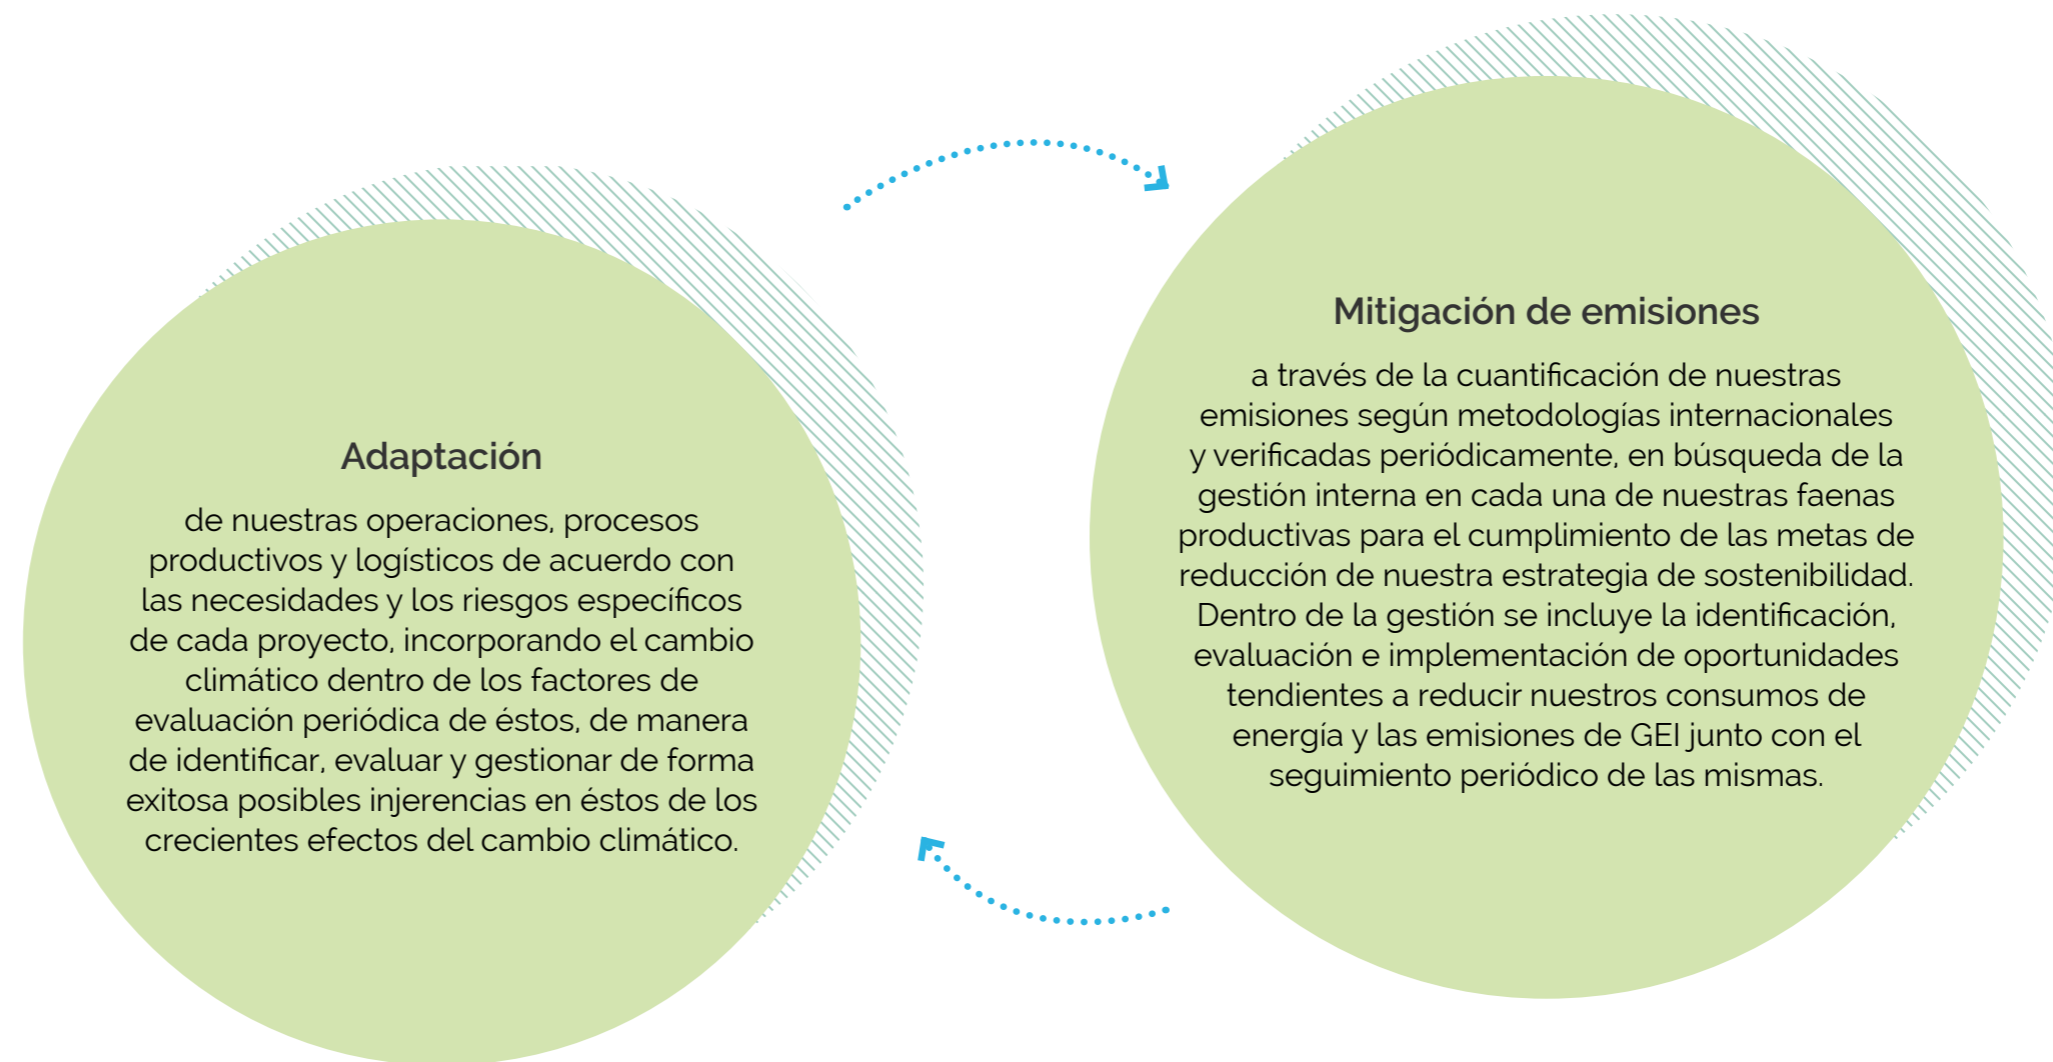 Adaptación
de nuestras operaciones, procesos
productivos y logísticos de acuerdo con
las necesidades y los riesgos específicos
de cada proyecto, incorporando el cambio
climático dentro de los factores de
evaluación periódica de éstos, de manera
de identificar, evaluar y gestionar de forma
exitosa posibles injerencias en éstos de los
crecientes efectos del cambio climático.
Mitigación de emisiones
a través de la cuantificación de nuestras
emisiones según metodologías internacionales
y verificadas periódicamente, en búsqueda de la
gestión interna en cada una de nuestras faenas
productivas para el cumplimiento de las metas de
reducción de nuestra estrategia de sostenibilidad.
Dentro de la gestión se incluye la identificación,
evaluación e implementación de oportunidades
tendientes a reducir nuestros consumos de
energía y las emisiones de GEI junto con el
seguimiento periódico de las mismas.